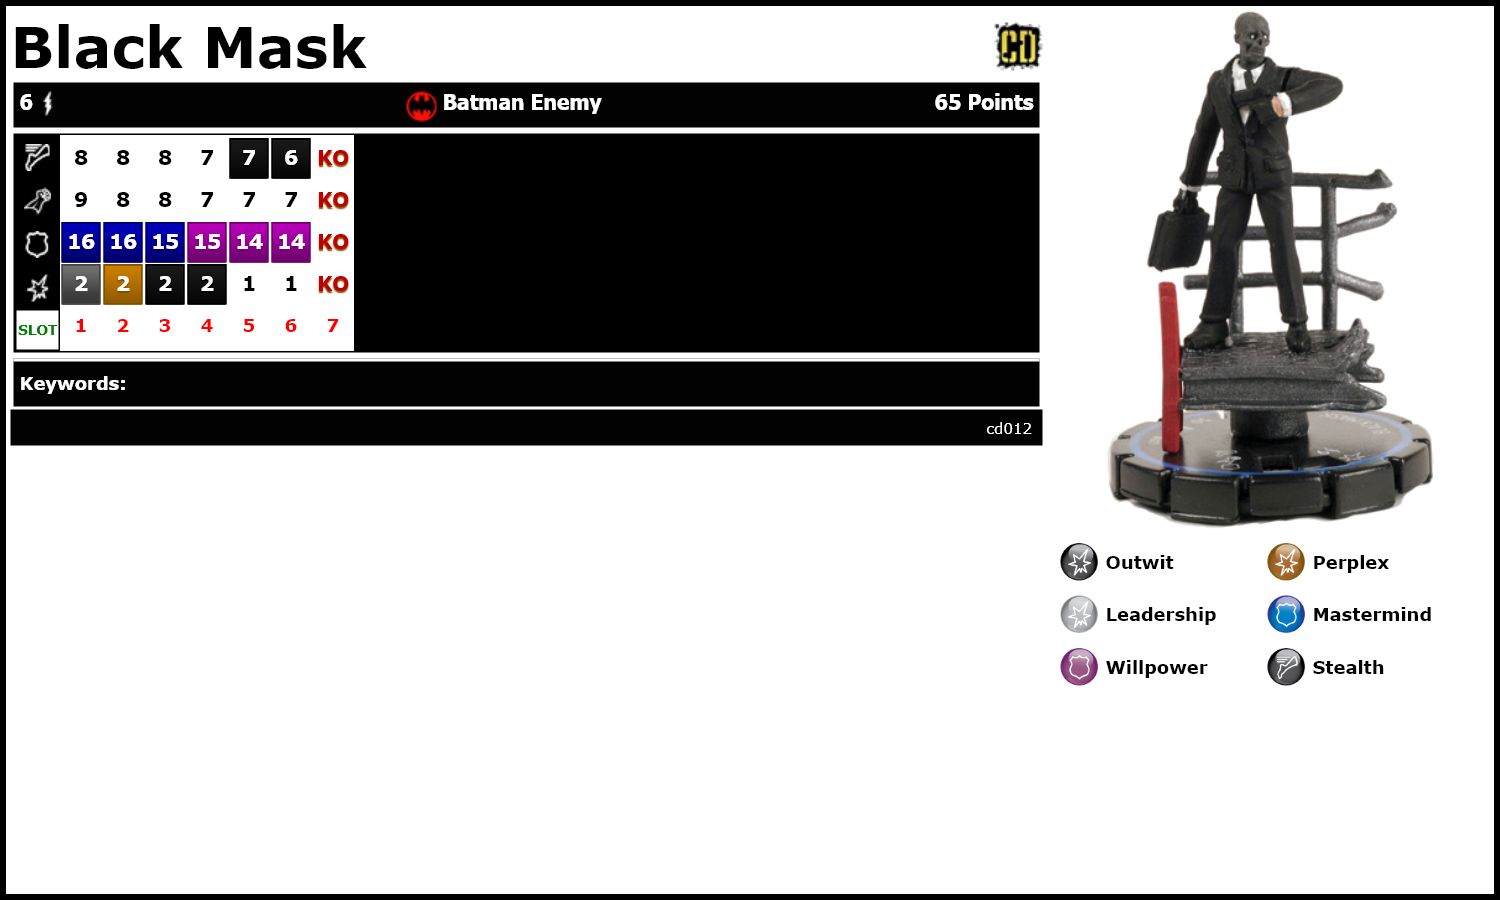 Black Mask
CD
6 Batman Enemy 65 Points
8 8 8 7 7 6 KO
9 8 8 7 7 7 KO
16 16 15 15 14 14 KO
2 2 2 2 1 1 KO
SLOT 1 2 3 4 5 6 7
Keywords:
cd012
Outwit Perplex
Leadership Mastermind
Willpower Stealth